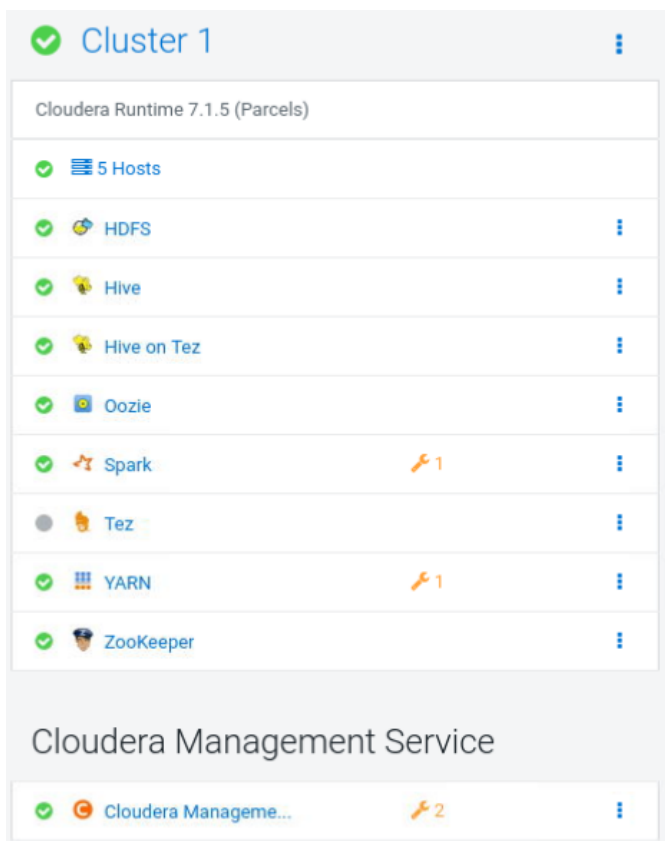 Cluster 1
Cloudera Runtime 7.1.5 (Parcels)
5 Hosts
HDFS
Hive
Hive on Tez
Oozie
Spark 1
Tez
YARN 1
ZooKeeper
Cloudera Management Service
Cloudera Manageme... 2